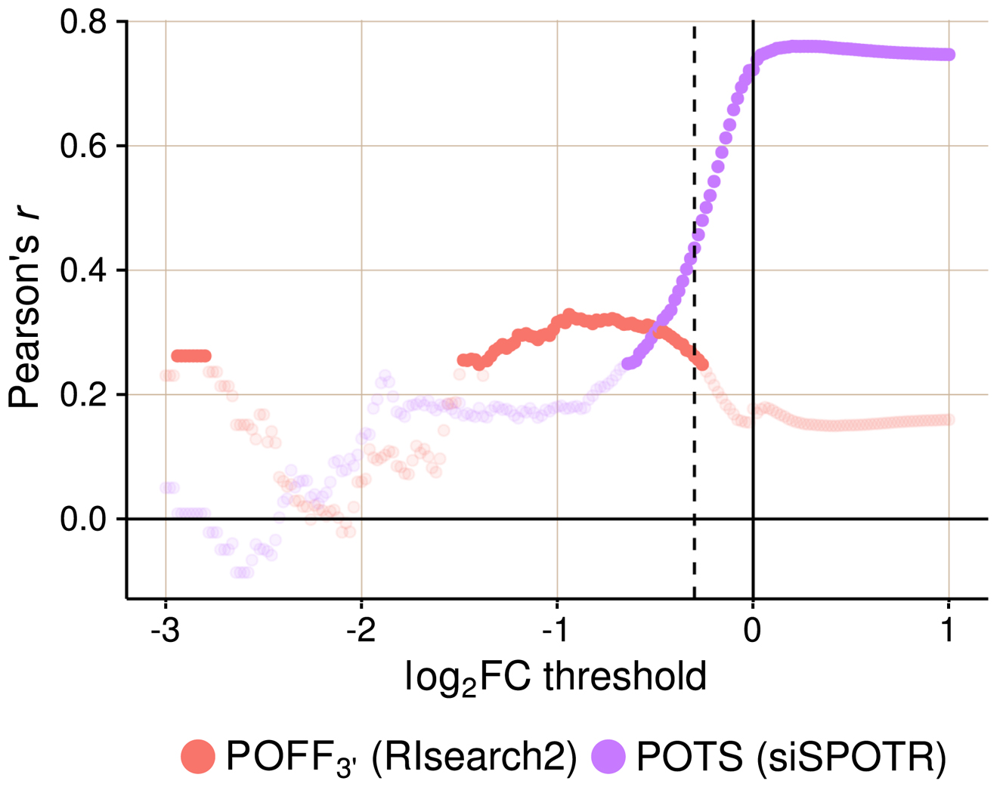 0.8
0.6
0.4
0.2
0.0
Pearson's r
-3 -2 -1 0 1
log₂FC threshold
POFF₃' (RIsearch2) POTS (siSPOTR)